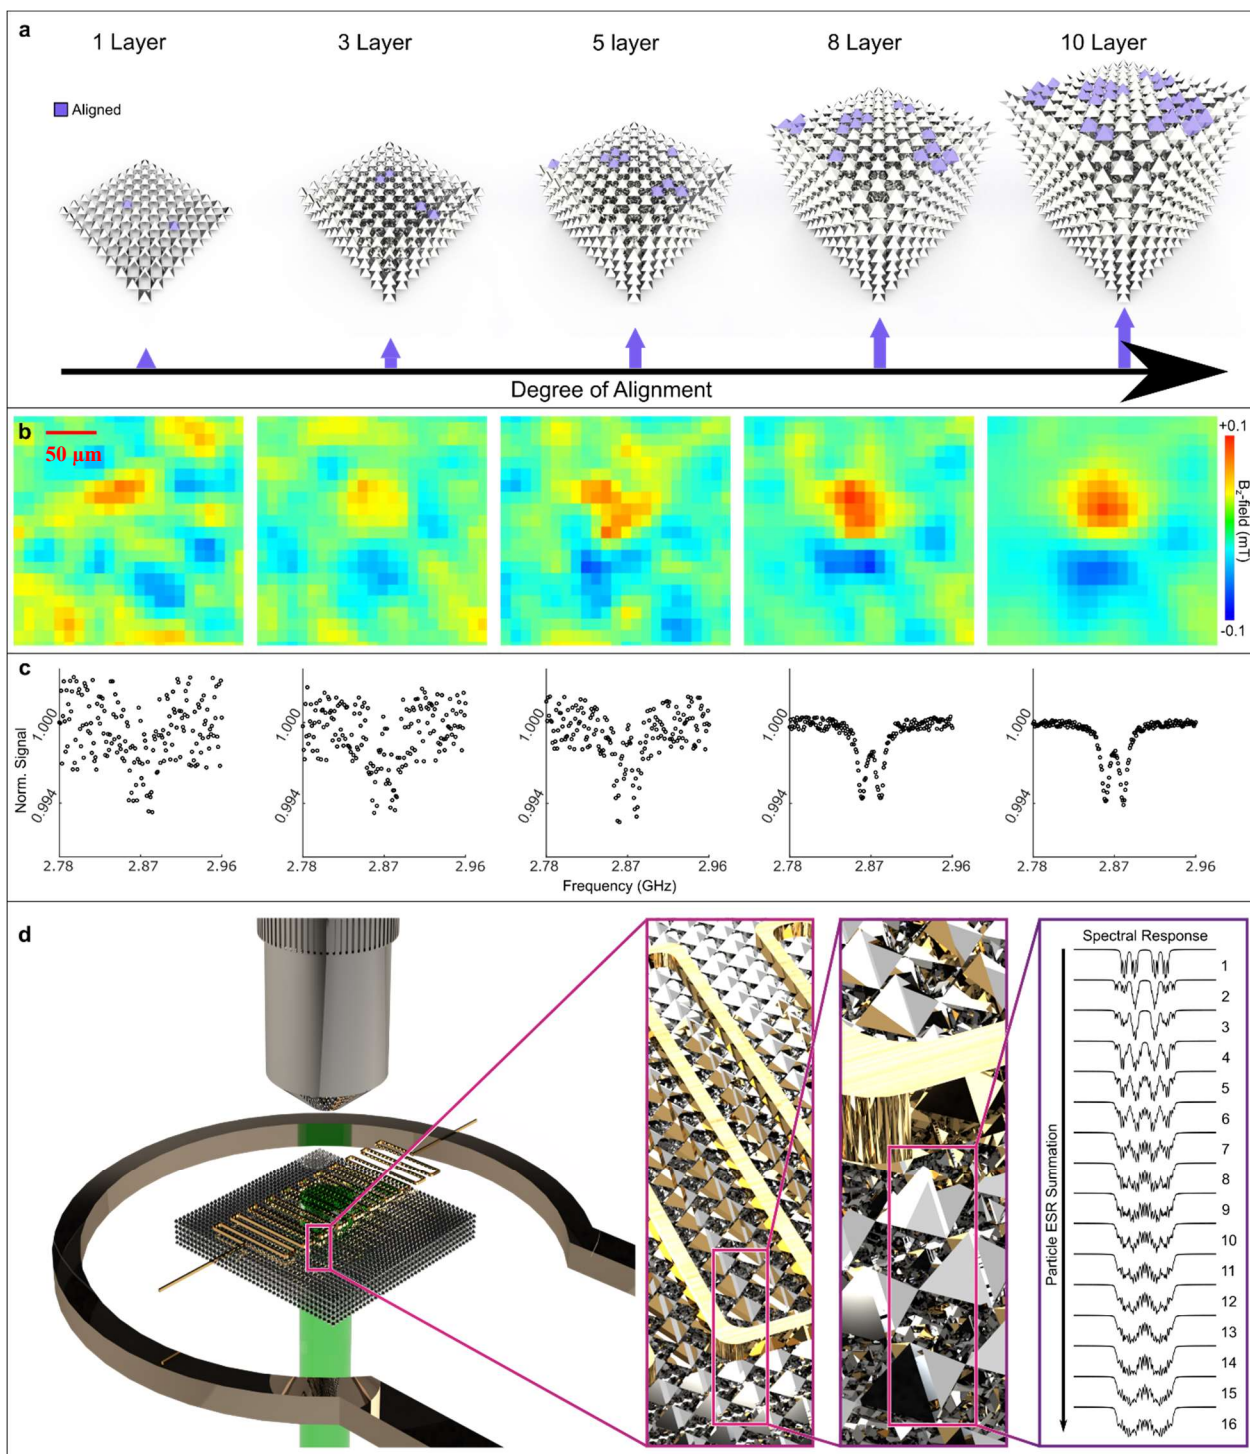 a
1 Layer
3 Layer
5 layer
8 Layer
10 Layer
Aligned
Degree of Alignment
b
50 μm
+0.1
Bz-field (mT)
-0.1
c
Norm. Signal
1.000
0.994
2.78
2.87
2.96
1.000
0.994
2.78
2.87
2.96
1.000
0.994
2.78
2.87
2.96
1.000
0.994
2.78
2.87
2.96
1.000
0.994
2.78
2.87
2.96
Frequency (GHz)
d
Spectral Response
Particle ESR Summation
1
2
3
4
5
6
7
8
9
10
11
12
13
14
15
16